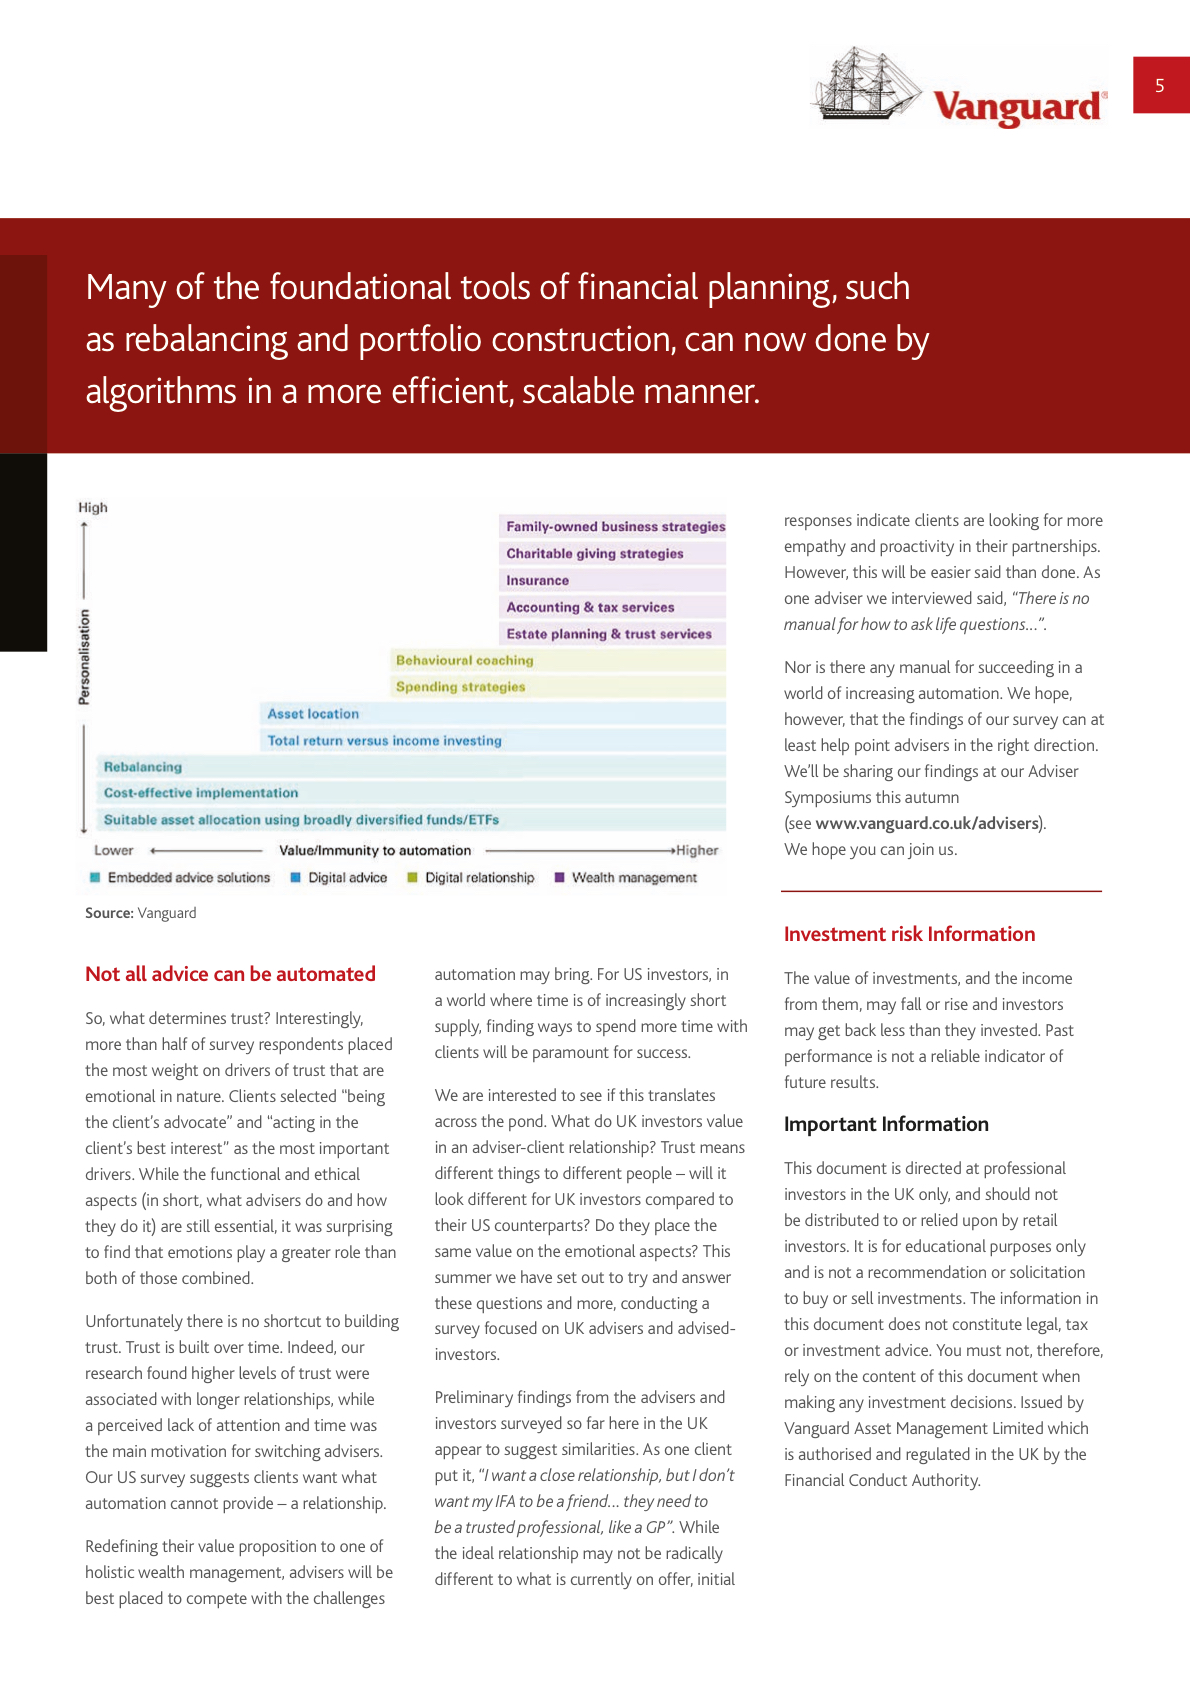 Vanguard®
5
Many of the foundational tools of financial planning, such
as rebalancing and portfolio construction, can now done by
algorithms in a more efficient, scalable manner.
High
Personalisation
Family-owned business strategies
Charitable giving strategies
Insurance
Accounting & tax services
Estate planning & trust services
Behavioural coaching
Spending strategies
Asset location
Total return versus income investing
Rebalancing
Cost-effective implementation
Suitable asset allocation using broadly diversified funds/ETFs
Lower Value/Immunity to automation Higher
Embedded advice solutions Digital advice Digital relationship Wealth management
Source: Vanguard
Not all advice can be automated
So, what determines trust? Interestingly,
more than half of survey respondents placed
the most weight on drivers of trust that are
emotional in nature. Clients selected “being
the client’s advocate” and “acting in the
client’s best interest” as the most important
drivers. While the functional and ethical
aspects (in short, what advisers do and how
they do it) are still essential, it was surprising
to find that emotions play a greater role than
both of those combined.
Unfortunately there is no shortcut to building
trust. Trust is built over time. Indeed, our
research found higher levels of trust were
associated with longer relationships, while
a perceived lack of attention and time was
the main motivation for switching advisers.
Our US survey suggests clients want what
automation cannot provide – a relationship.
Redefining their value proposition to one of
holistic wealth management, advisers will be
best placed to compete with the challenges
automation may bring. For US investors, in
a world where time is of increasingly short
supply, finding ways to spend more time with
clients will be paramount for success.
We are interested to see if this translates
across the pond. What do UK investors value
in an adviser-client relationship? Trust means
different things to different people – will it
look different for UK investors compared to
their US counterparts? Do they place the
same value on the emotional aspects? This
summer we have set out to try and answer
these questions and more, conducting a
survey focused on UK advisers and advised-
investors.
Preliminary findings from the advisers and
investors surveyed so far here in the UK
appear to suggest similarities. As one client
put it, “I want a close relationship, but I don’t
want my IFA to be a friend… they need to
be a trusted professional, like a GP”. While
the ideal relationship may not be radically
different to what is currently on offer, initial
responses indicate clients are looking for more
empathy and proactivity in their partnerships.
However, this will be easier said than done. As
one adviser we interviewed said, “There is no
manual for how to ask life questions…”.
Nor is there any manual for succeeding in a
world of increasing automation. We hope,
however, that the findings of our survey can at
least help point advisers in the right direction.
We’ll be sharing our findings at our Adviser
Symposiums this autumn
(see www.vanguard.co.uk/advisers).
We hope you can join us.
Investment risk Information
The value of investments, and the income
from them, may fall or rise and investors
may get back less than they invested. Past
performance is not a reliable indicator of
future results.
Important Information
This document is directed at professional
investors in the UK only, and should not
be distributed to or relied upon by retail
investors. It is for educational purposes only
and is not a recommendation or solicitation
to buy or sell investments. The information in
this document does not constitute legal, tax
or investment advice. You must not, therefore,
rely on the content of this document when
making any investment decisions. Issued by
Vanguard Asset Management Limited which
is authorised and regulated in the UK by the
Financial Conduct Authority.